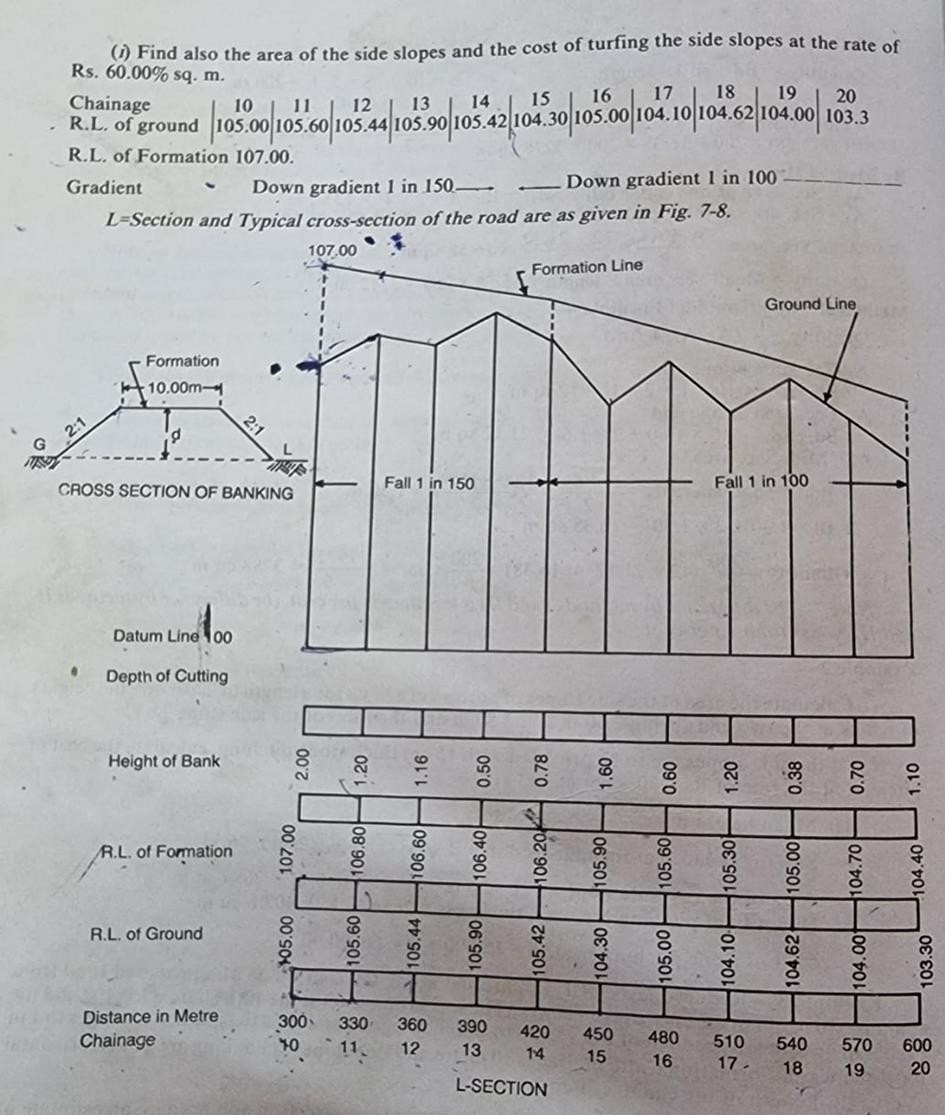 (i) Find also the area of the side slopes and the cost of turfing the side slopes at the rate of
Rs. 60.00% sq. m.
Chainage 10 11 12 13 14 15 16 17 18 19 20
R.L. of ground 105.00 105.60 105.44 105.90 105.42 104.30 105.00 104.10 104.62 104.00 103.3
R.L. of Formation 107.00.
Gradient Down gradient 1 in 150 Down gradient 1 in 100
L=Section and Typical cross-section of the road are as given in Fig. 7-8.
107.00
Formation Line
Ground Line
Formation
10.00m
2:1
d
2:1
G
L
CROSS SECTION OF BANKING
Fall 1 in 150
Fall 1 in 100
Datum Line 100
Depth of Cutting
Height of Bank 2.00 1.20 1.16 0.50 0.78 1.60 0.60 1.20 0.38 0.70 1.10
R.L. of Formation 107.00 106.80 106.60 106.40 106.20 105.90 105.60 105.30 105.00 104.70 104.40
R.L. of Ground 105.00 105.60 105.44 105.90 105.42 104.30 105.00 104.10 104.62 104.00 103.30
Distance in Metre 300 330 360 390 420 450 480 510 540 570 600
Chainage 10 11 12 13 14 15 16 17 18 19 20
L-SECTION